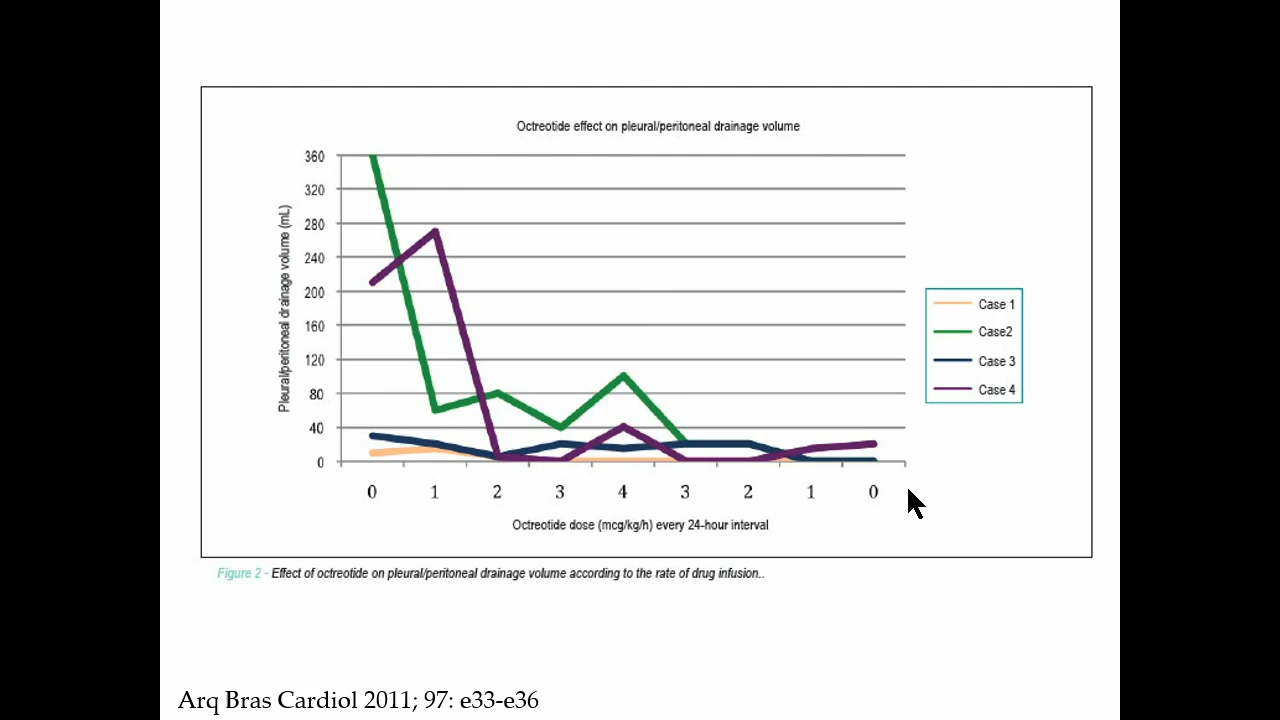 Octreotide effect on pleural/peritoneal drainage volume
Pleural/peritoneal drainage volume (mL)
360
320
280
240
200
160
120
80
40
0
0 1 2 3 4 3 2 1 0
Octreotide dose (mcg/kg/h) every 24-hour interval
Case 1
Case2
Case 3
Case 4
Figure 2 - Effect of octreotide on pleural/peritoneal drainage volume according to the rate of drug infusion..
Arq Bras Cardiol 2011; 97: e33-e36